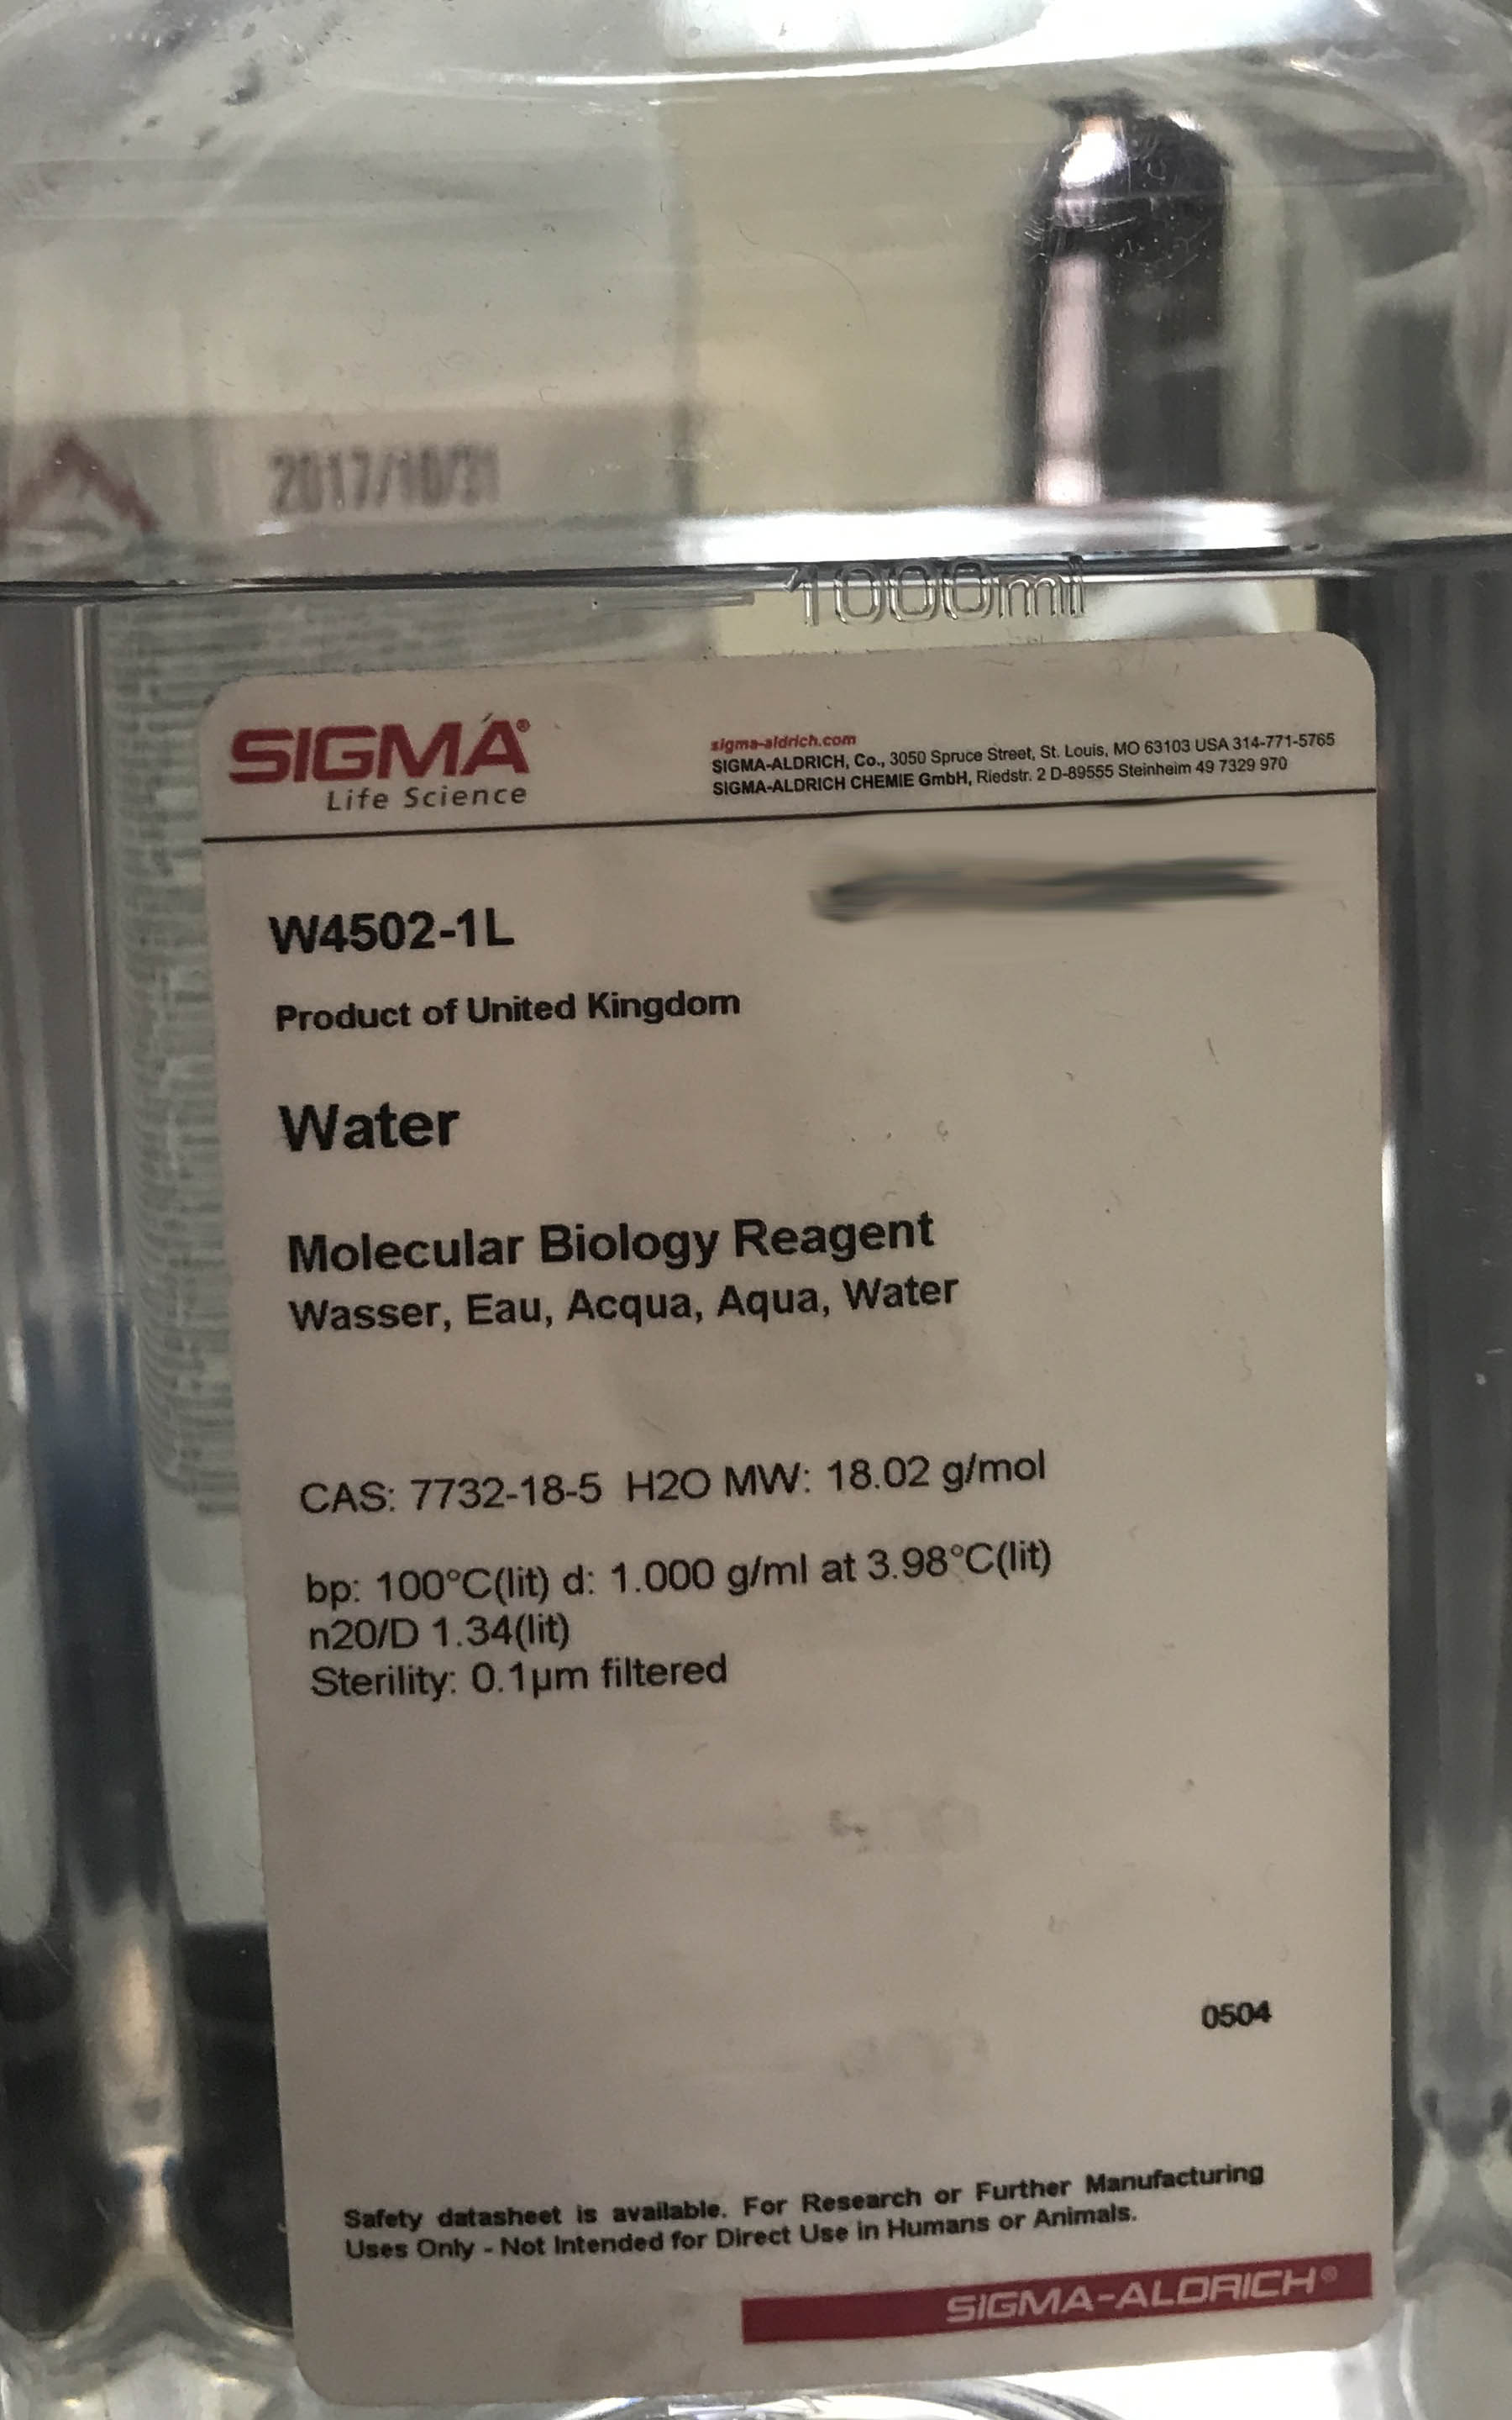 2017/10/31
1000ml
SIGMA®
Life Science
sigma-aldrich.com
SIGMA-ALDRICH, Co., 3050 Spruce Street, St. Louis, MO 63103 USA 314-771-5765
SIGMA-ALDRICH CHEMIE GmbH, Riedstr. 2 D-89555 Steinheim 49 7329 970
W4502-1L
Product of United Kingdom
Water
Molecular Biology Reagent
Wasser, Eau, Acqua, Aqua, Water
CAS: 7732-18-5 H2O MW: 18.02 g/mol
bp: 100°C(lit) d: 1.000 g/ml at 3.98°C(lit)
n20/D 1.34(lit)
Sterility: 0.1µm filtered
0504
Safety datasheet is available. For Research or Further Manufacturing
Uses Only - Not Intended for Direct Use in Humans or Animals.
SIGMA-ALDRICH®